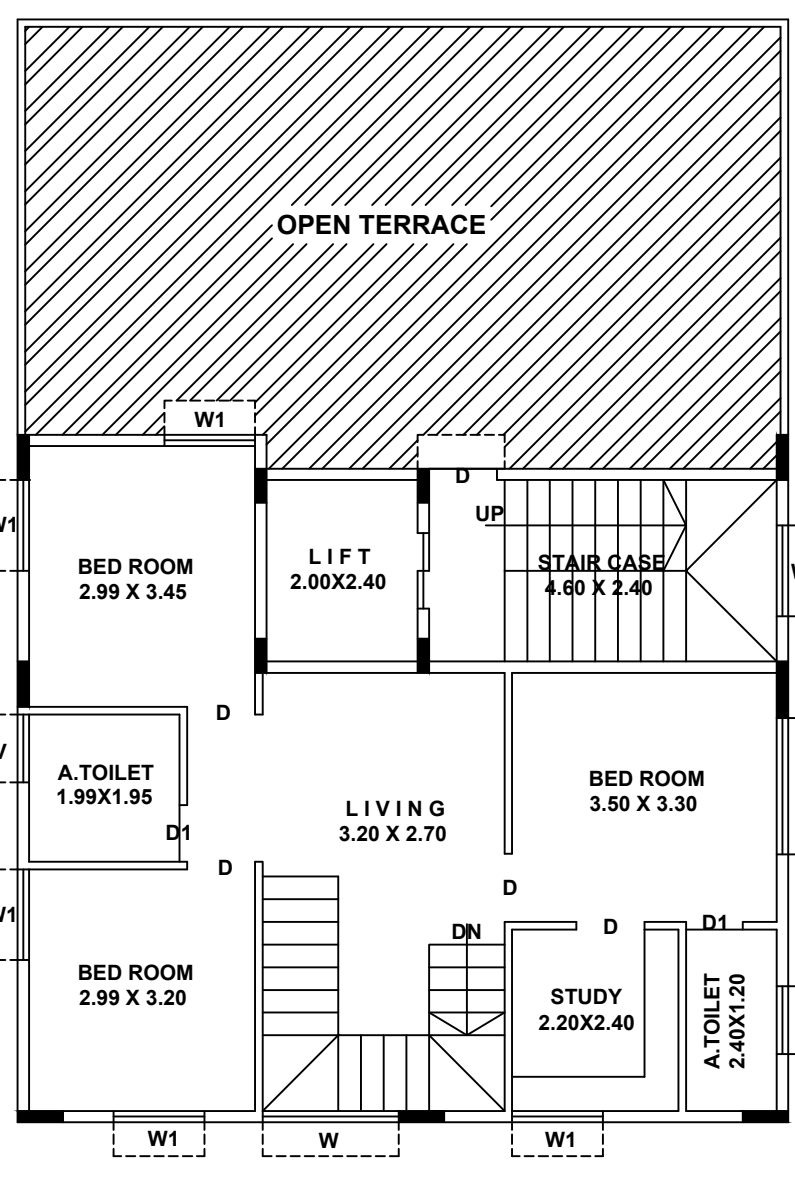 OPEN TERRACE
W1
D
UP
W1
BED ROOM
2.99 X 3.45
L I F T
2.00X2.40
STAIR CASE
4.60 X 2.40
D
A.TOILET
1.99X1.95
D1
L I V I N G
3.20 X 2.70
BED ROOM
3.50 X 3.30
D
D
W1
DN
D
D1
BED ROOM
2.99 X 3.20
STUDY
2.20X2.40
A.TOILET
2.40X1.20
W1
W
W1